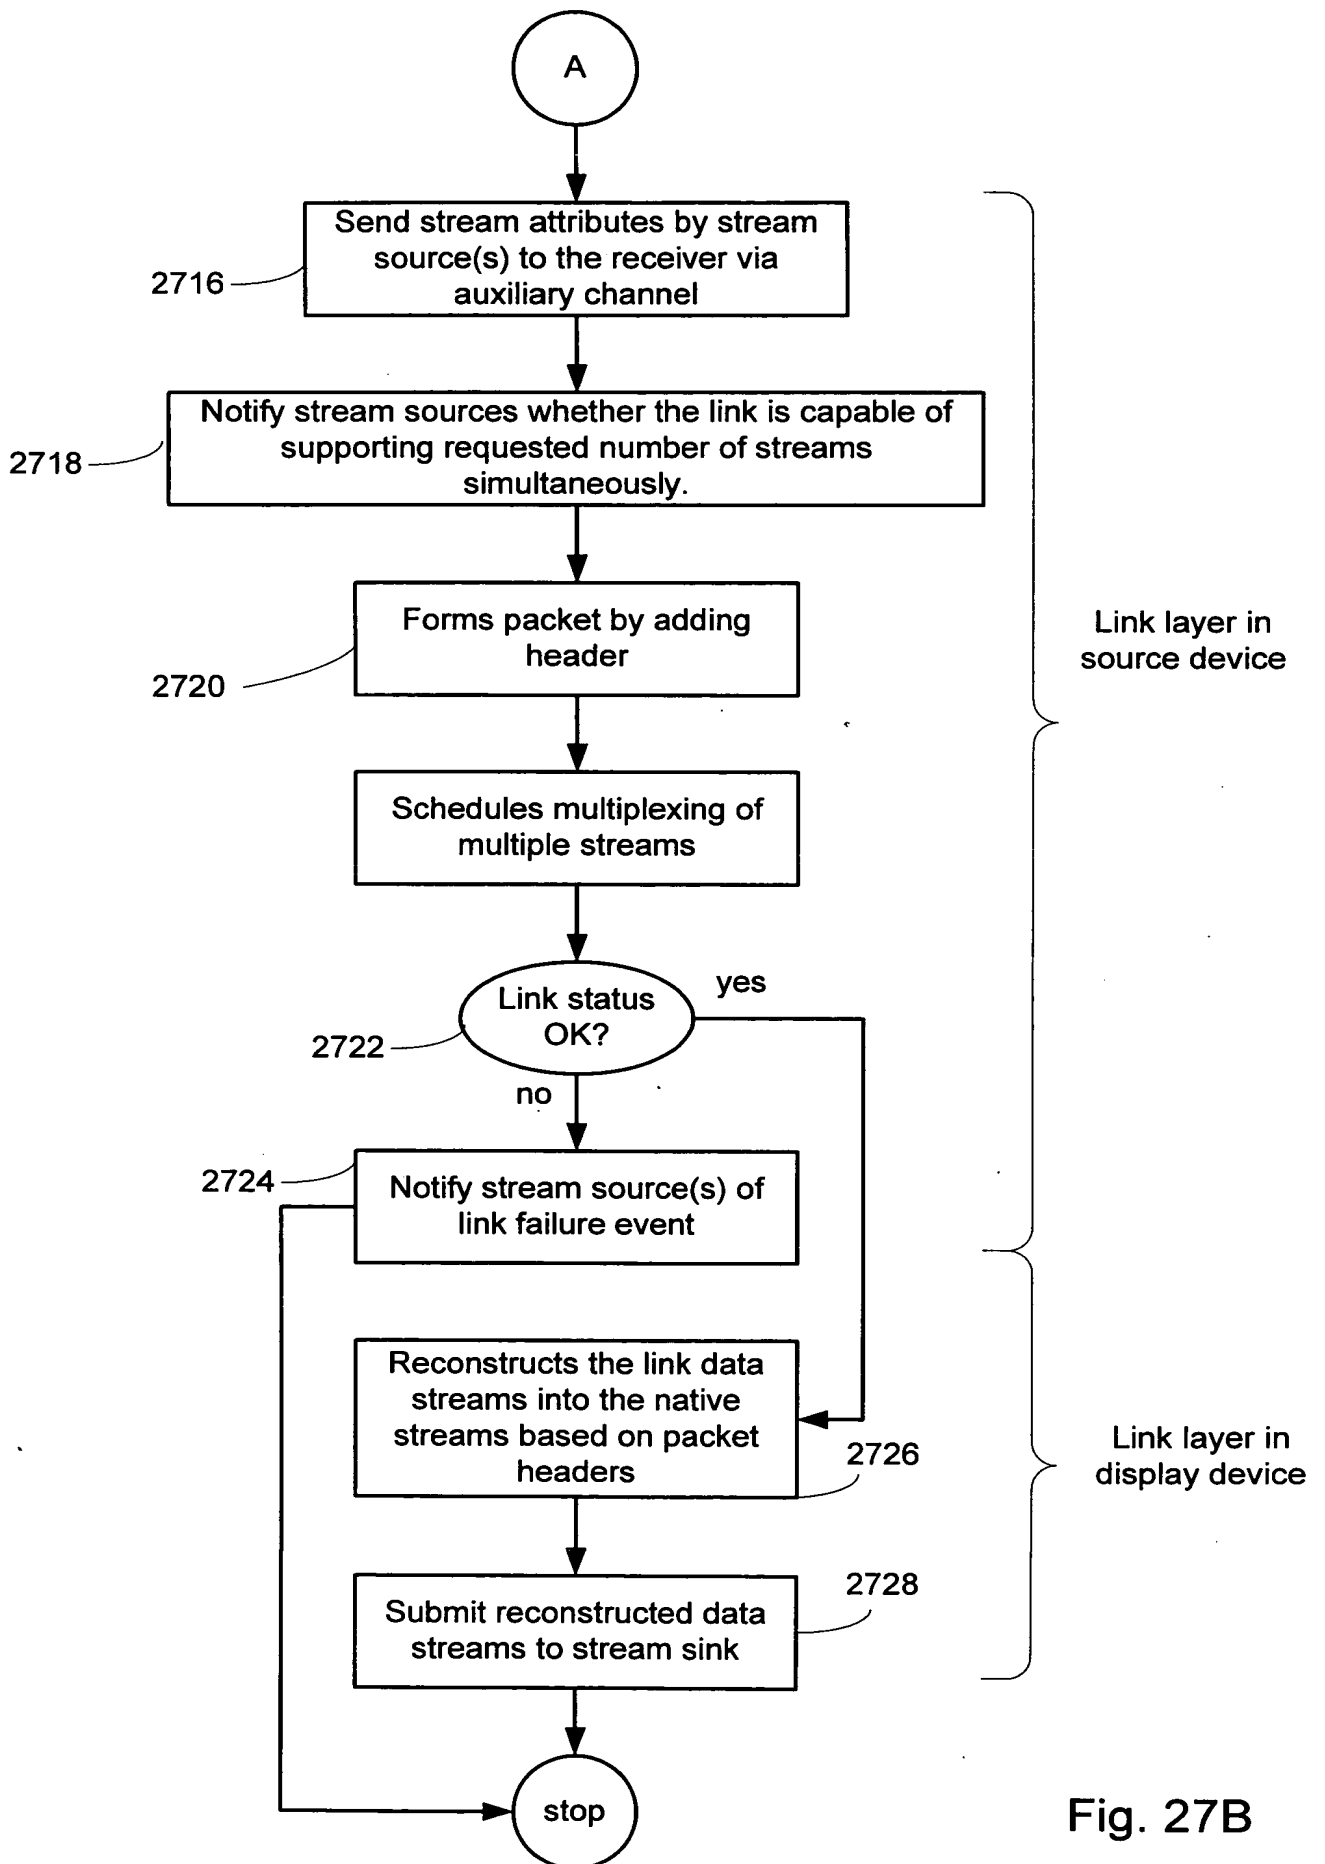 A
Send stream attributes by stream
source(s) to the receiver via
auxiliary channel
2716
Notify stream sources whether the link is capable of
supporting requested number of streams
simultaneously.
2718
Forms packet by adding
header
2720
Link layer in
source device
Schedules multiplexing of
multiple streams
Link status
OK?
yes
2722
no
2724
Notify stream source(s) of
link failure event
Reconstructs the link data
streams into the native
streams based on packet
headers
2726
Link layer in
display device
2728
Submit reconstructed data
streams to stream sink
stop
Fig. 27B